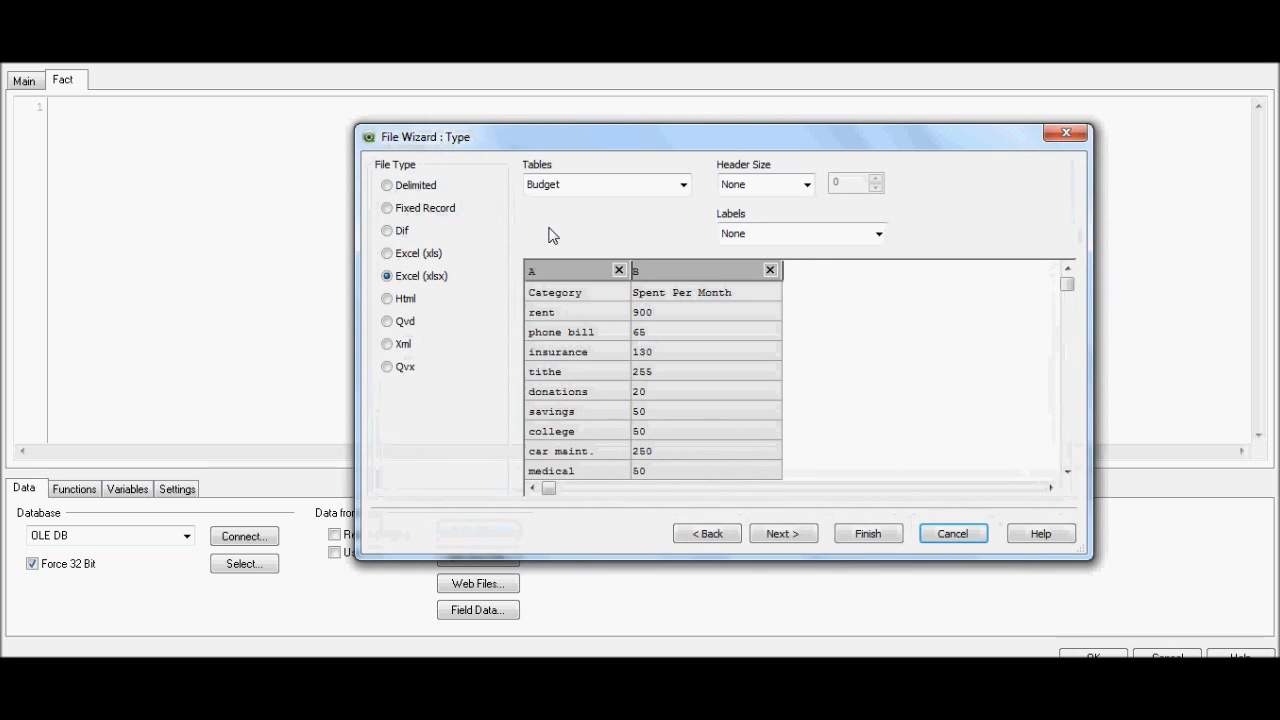 Main Fact
1
File Wizard : Type
File Type
Delimited
Fixed Record
Dif
Excel (xls)
Excel (xlsx)
Html
Qvd
Xml
Qvx
Tables
Budget
Header Size
None 0
Labels
None
A B
Category Spent Per Month
rent 900
phone bill 65
insurance 130
tithe 255
donations 20
savings 50
college 50
car maint. 250
medical 50
< Back Next > Finish Cancel Help
Data Functions Variables Settings
Database
OLE DB
Connect...
Force 32 Bit
Select...
Data from
Web Files...
Field Data...